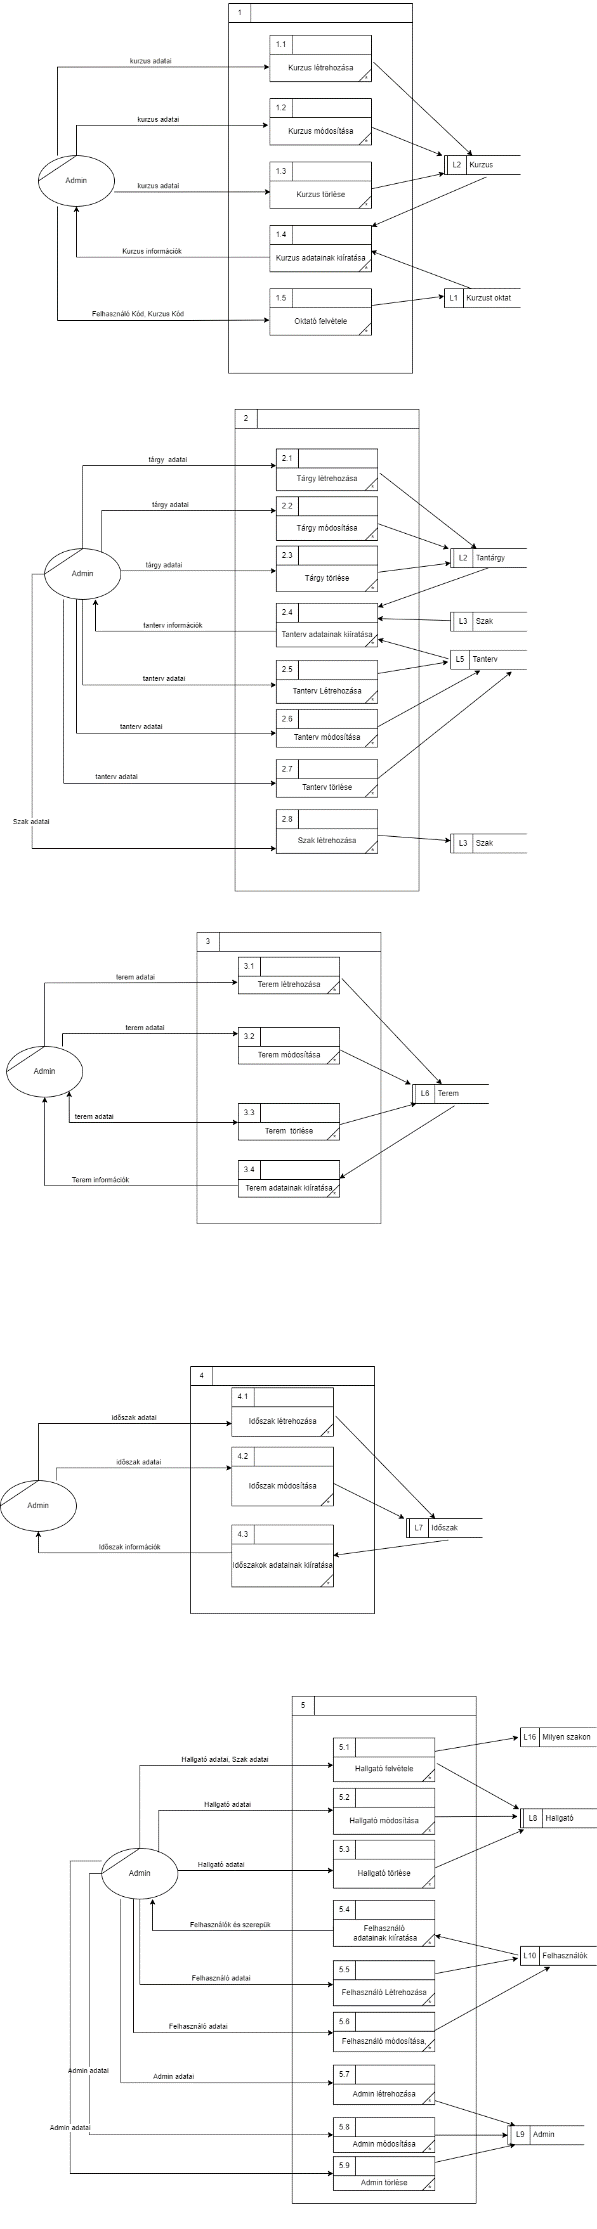 1
1.1
kurzus adatai
Kurzus létrehozása
1.2
kurzus adatai
Kurzus módosítása
L2 Kurzus
1.3
Admin
kurzus adatai
Kurzus törlése
1.4
Kurzus információk
Kurzus adatainak kiíratása
1.5
L1 Kurzust oktat
Felhasználó Kód, Kurzus Kód
Oktató felvétele
2
2.1
tárgy adatai
Tárgy létrehozása
2.2
tárgy adatai
Tárgy módosítása
2.3
L2 Tantárgy
tárgy adatai
Admin
Tárgy törlése
2.4
L3 Szak
tanterv információk
Tanterv adatainak kiíratása
L5 Tanterv
2.5
tanterv adatai
Tanterv Létrehozása
2.6
tanterv adatai
Tanterv módosítása
2.7
tanterv adatai
Tanterv törlése
2.8
Szak adatai
Szak létrehozása
L3 Szak
3
3.1
terem adatai
Terem létrehozása
terem adatai
3.2
Terem módosítása
Admin
L6 Terem
3.3
terem adatai
Terem törlése
3.4
Terem információk
Terem adatainak kiíratása
4
4.1
időszak adatai
Időszak létrehozása
4.2
időszak adatai
Időszak módosítása
Admin
L7 Időszak
4.3
Időszak információk
Időszakok adatainak kiíratása
5
L16 Milyen szakon
5.1
Hallgató adatai, Szak adatai
Hallgató felvétele
5.2
Hallgató adatai
Hallgató módosítása
L8 Hallgató
5.3
Hallgató adatai
Admin
Hallgató törlése
5.4
Felhasználók és szerepük
Felhasználó
adatainak kiíratása
L10 Felhasználók
5.5
Felhasználó adatai
Felhasználó Létrehozása
5.6
Felhasználó adatai
Felhasználó módosítása
5.7
Admin adatai
Admin adatai
Admin létrehozása
5.8
Admin adatai
L9 Admin
Admin módosítása
5.9
Admin törlése